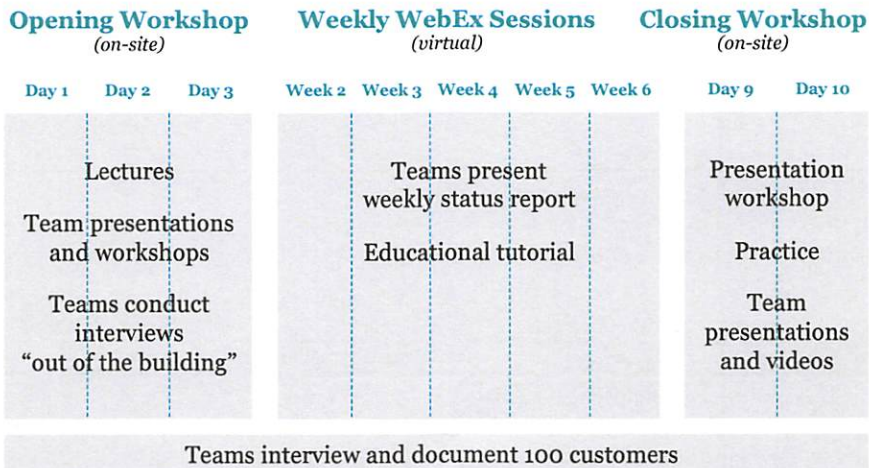 Opening Workshop
(on-site)
Day 1 Day 2 Day 3
Lectures
Team presentations
and workshops
Teams conduct
interviews
“out of the building”
Weekly WebEx Sessions
(virtual)
Week 2 Week 3 Week 4 Week 5 Week 6
Teams present
weekly status report
Educational tutorial
Closing Workshop
(on-site)
Day 9 Day 10
Presentation
workshop
Practice
Team
presentations
and videos
Teams interview and document 100 customers